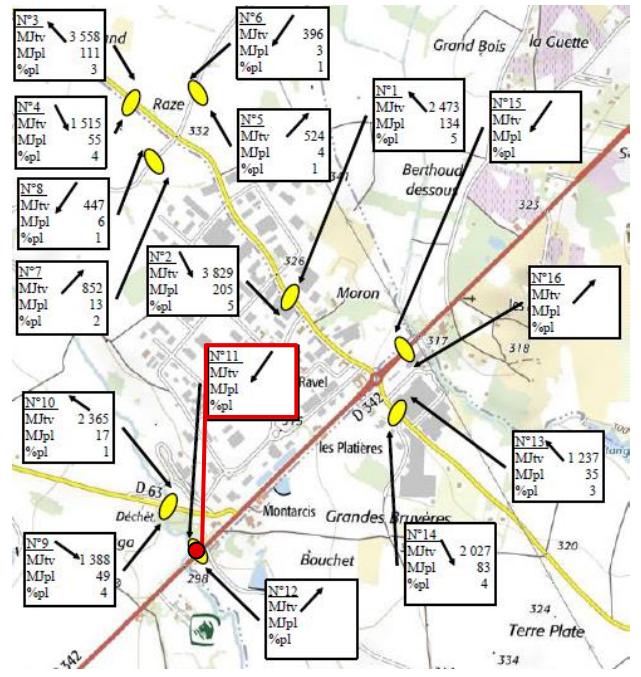 N°3
MJtv 3 558
MJpl 111
%pl 3
and
N°6
MJtv 396
MJpl 3
%pl 1
Grand Bois
la Guette
N°4
MJtv 1 515
MJpl 55
%pl 4
Raze
332
N°5
MJtv 524
MJpl 4
%pl 1
341
N°1
MJtv 2 473
MJpl 134
%pl 5
N°15
MJtv
MJpl
%pl
Berthoud
dessous
323
N°8
MJtv 447
MJpl 6
%pl 1
N°7
MJtv 852
MJpl 13
%pl 2
N°2
MJtv 3 829
MJpl 205
%pl 5
326
Moron
N°16
MJtv
MJpl
%pl
les
317
318
N°11
MJtv
MJpl
%pl
Ravel
D 342
les Platières
N°10
MJtv 2 365
MJpl 17
%pl 1
N°13
MJtv 1 237
MJpl 35
%pl 3
D 63
Déchèt.
Montarcis
Grandes Bruyères
N°9
MJtv 1 388
MJpl 49
%pl 4
ga
298
Bouchet
N°14
MJtv 2 027
MJpl 83
%pl 4
320
N°12
MJtv
MJpl
%pl
324
Terre Plate
334
342